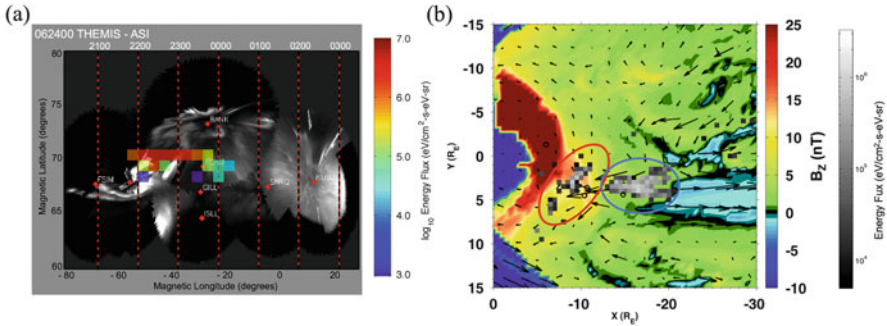 (a)
062400 THEMIS - ASI
2100 2200 2300 0000 0100 0200 0300
80
75
70
65
60
Magnetic Latitude (degrees)
RANK
FSIM
GILL
SNKQ
ISLL
- 80 - 60 - 40 - 20 0 20
Magnetic Longitude (degrees)
7.0
6.0
5.0
4.0
3.0
log10 Energy Flux (eV/cm2-s-eV-sr)
(b)
-15
-10
-5
0
5
10
15
Y (RE)
0 -10 -20 -30
X (RE)
25
20
15
10
5
0
-5
-10
BZ (nT)
Energy Fux (eV/cm2-s-eV-sr)